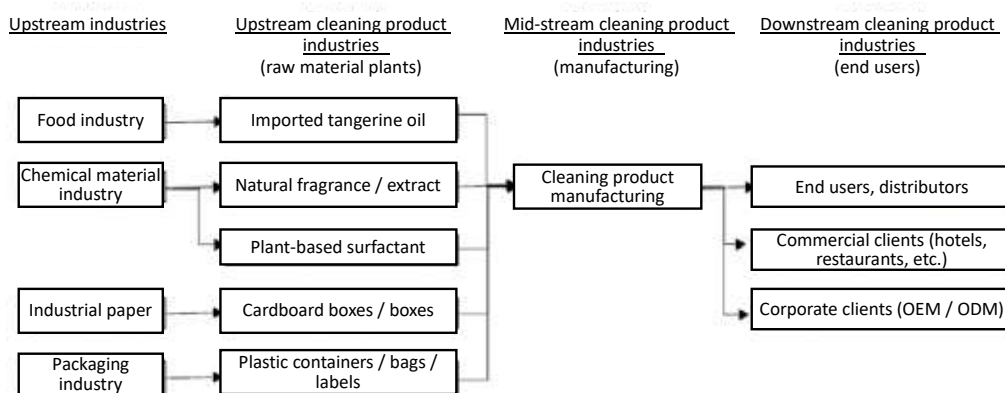 Upstream industries
Upstream cleaning product
industries
(raw material plants)
Mid-stream cleaning product
industries
(manufacturing)
Downstream cleaning product
industries
(end users)
Food industry
Imported tangerine oil
Chemical material
industry
Natural fragrance / extract
Cleaning product
manufacturing
End users, distributors
Plant-based surfactant
Commercial clients (hotels,
restaurants, etc.)
Industrial paper
Cardboard boxes / boxes
Corporate clients (OEM / ODM)
Packaging
industry
Plastic containers / bags /
labels